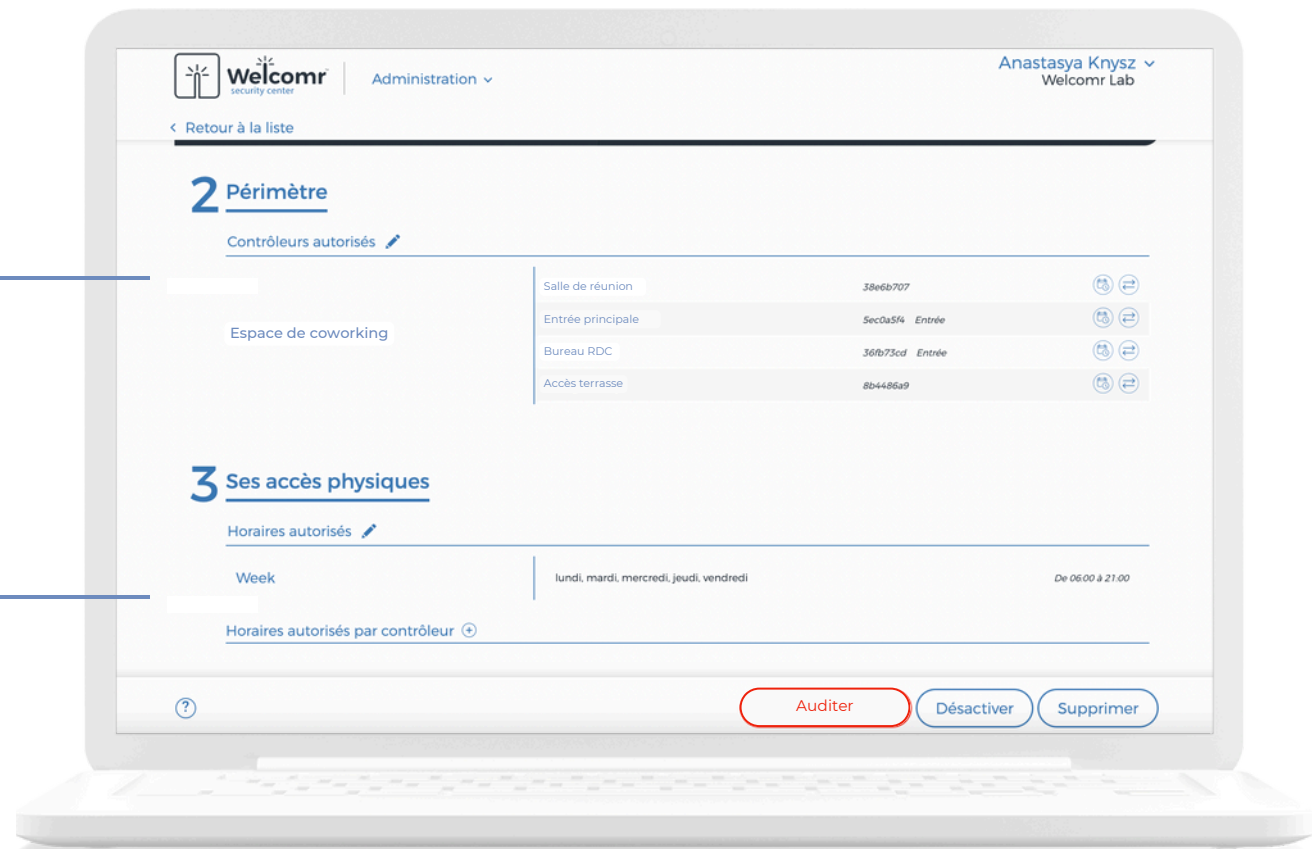 Welcomr
security center
Administration
Anastasya Knysz
Welcomr Lab
Retour à la liste
2 Périmètre
Contrôleurs autorisés
Espace de coworking
Salle de réunion 38e6b707
Entrée principale 5ec0a5f4 Entrée
Bureau RDC 36fb73cd Entrée
Accès terrasse 8b4486a9
3 Ses accès physiques
Horaires autorisés
Week lundi, mardi, mercredi, jeudi, vendredi De 06:00 à 21:00
Horaires autorisés par contrôleur
? Auditer Désactiver Supprimer